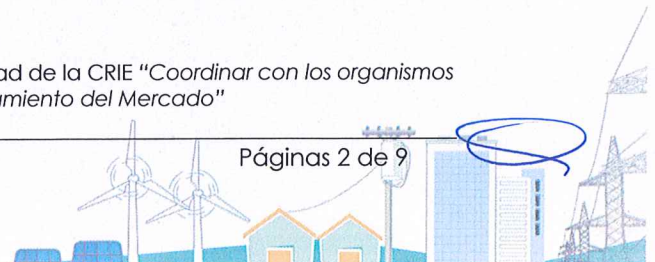 ad de la CRIE “Coordinar con los organismos
amiento del Mercado”
Páginas 2 de 9